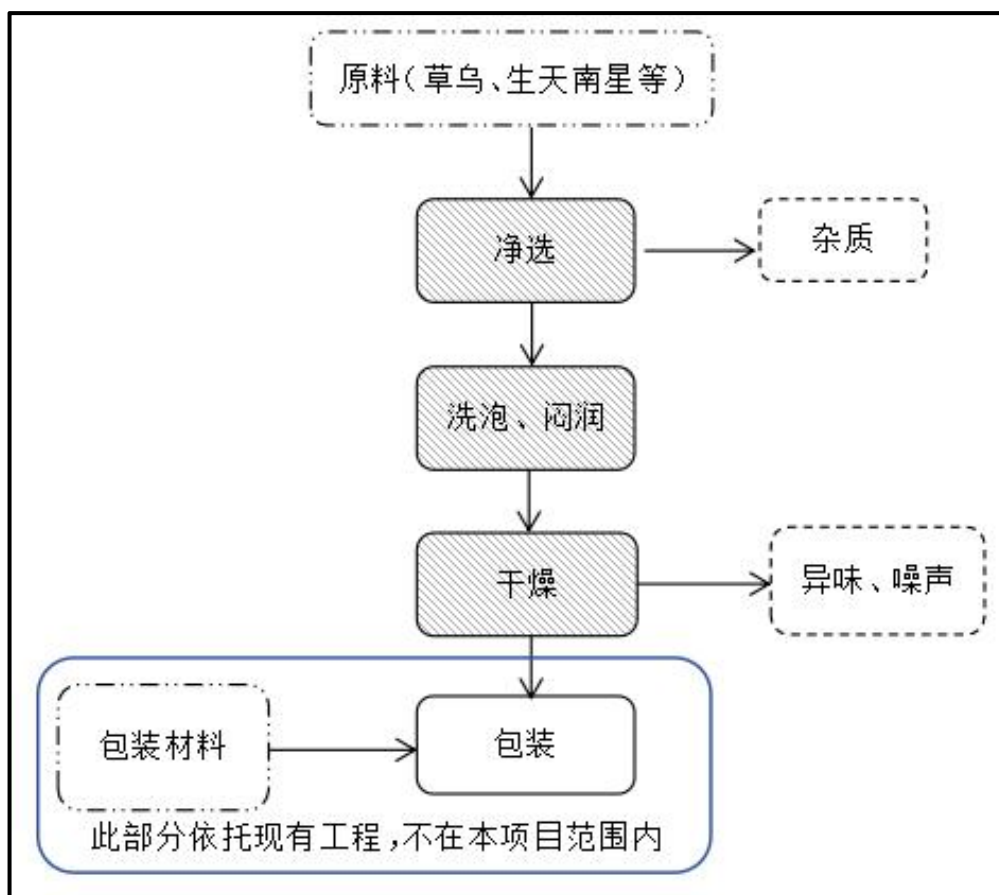 原料(草乌、生天南星等)
净选
杂质
洗泡、闷润
干燥
异味、噪声
包装材料
包装
此部分依托现有工程,不在本项目范围内